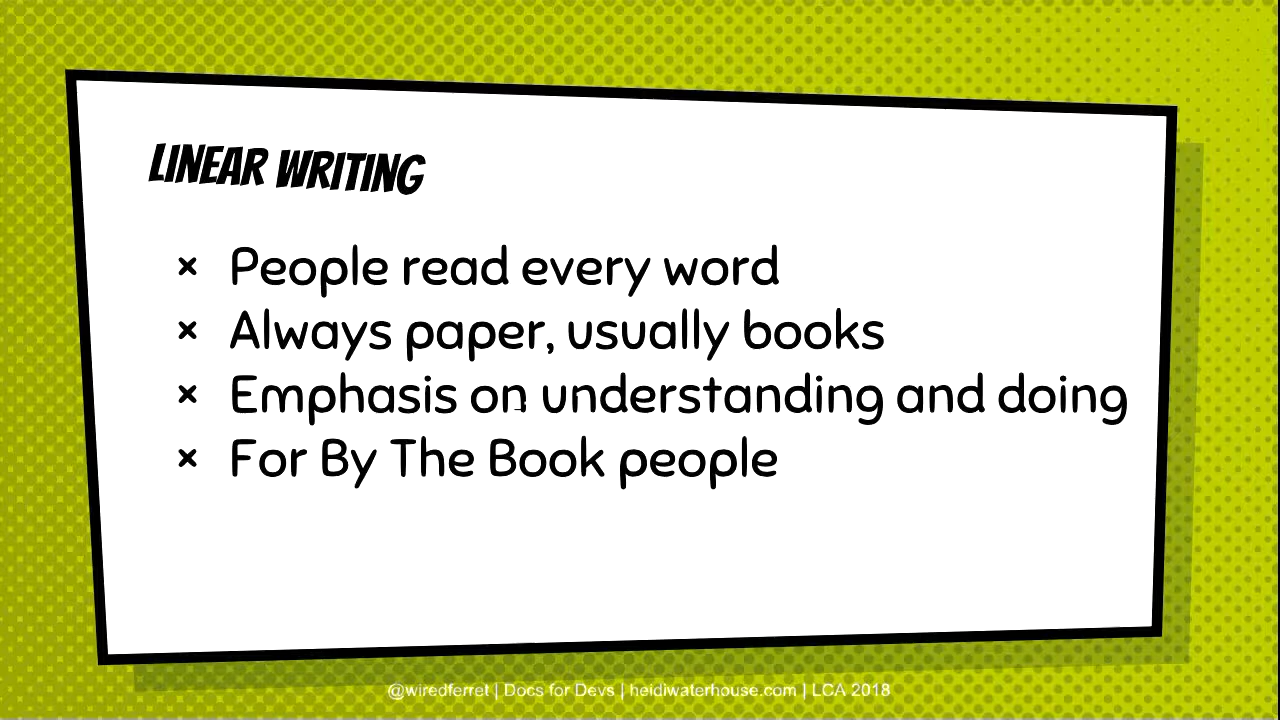 LINEAR WRITING
× People read every word
× Always paper, usually books
× Emphasis on understanding and doing
× For By The Book people
@wiredferret | Docs for Devs | heidiwaterhouse.com | LCA 2018